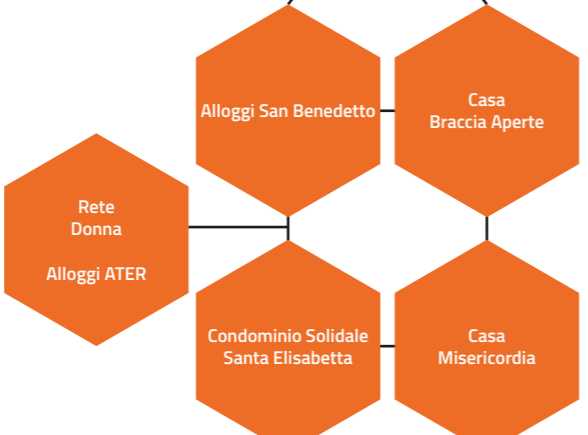 Alloggi San Benedetto
Casa
Braccia Aperte
Rete
Donna
Alloggi ATER
Condominio Solidale
Santa Elisabetta
Casa
Misericordia